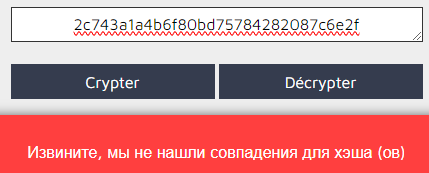 2c743a1a4b6f80bd75784282087c6e2f
Crypter Décrypter
Извините, мы не нашли совпадения для хэша (ов)